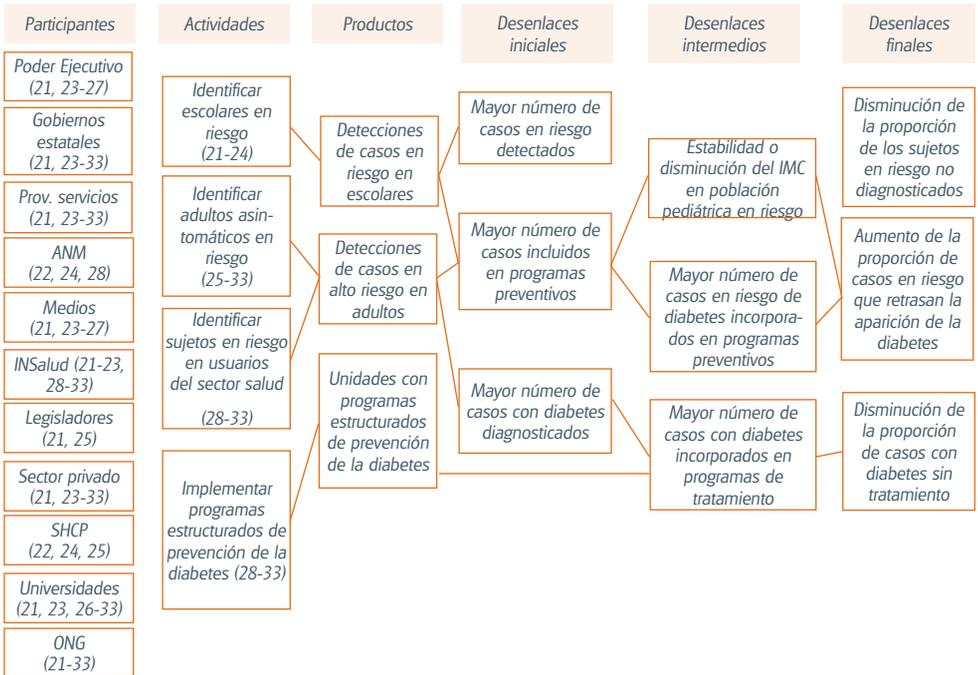 Participantes
Poder Ejecutivo
(21, 23-27)
Gobiernos
estatales
(21, 23-33)
Prov. servicios
(21, 23-33)
ANM
(22, 24, 28)
Medios
(21, 23-27)
INSalud (21-23,
28-33)
Legisladores
(21, 25)
Sector privado
(21, 23-33)
SHCP
(22, 24, 25)
Universidades
(21, 23, 26-33)
ONG
(21-33)
Actividades
Identificar
escolares en
riesgo
(21-24)
Identificar
adultos asin-
tomáticos en
riesgo
(25-33)
Identificar
sujetos en riesgo
en usuarios
del sector salud
(28-33)
Implementar
programas
estructurados de
prevención de la
diabetes (28-33)
Productos
Detecciones
de casos en
riesgo en
escolares
Detecciones
de casos en
alto riesgo en
adultos
Unidades con
programas
estructurados
de prevención
de la diabetes
Desenlaces
iniciales
Mayor número de
casos en riesgo
detectados
Mayor número de
casos incluidos
en programas
preventivos
Mayor número de
casos con diabetes
diagnosticados
Desenlaces
intermedios
Estabilidad o
disminución del IMC
en población
pediátrica en riesgo
Mayor número de
casos en riesgo de
diabetes incorpora-
dos en programas
preventivos
Mayor número de
casos con diabetes
incorporados en
programas de
tratamiento
Desenlaces
finales
Disminución de
la proporción
de los sujetos
en riesgo no
diagnosticados
Aumento de la
proporción de
casos en riesgo
que retrasan la
aparición de la
diabetes
Disminución de
la proporción
de casos con
diabetes sin
tratamiento